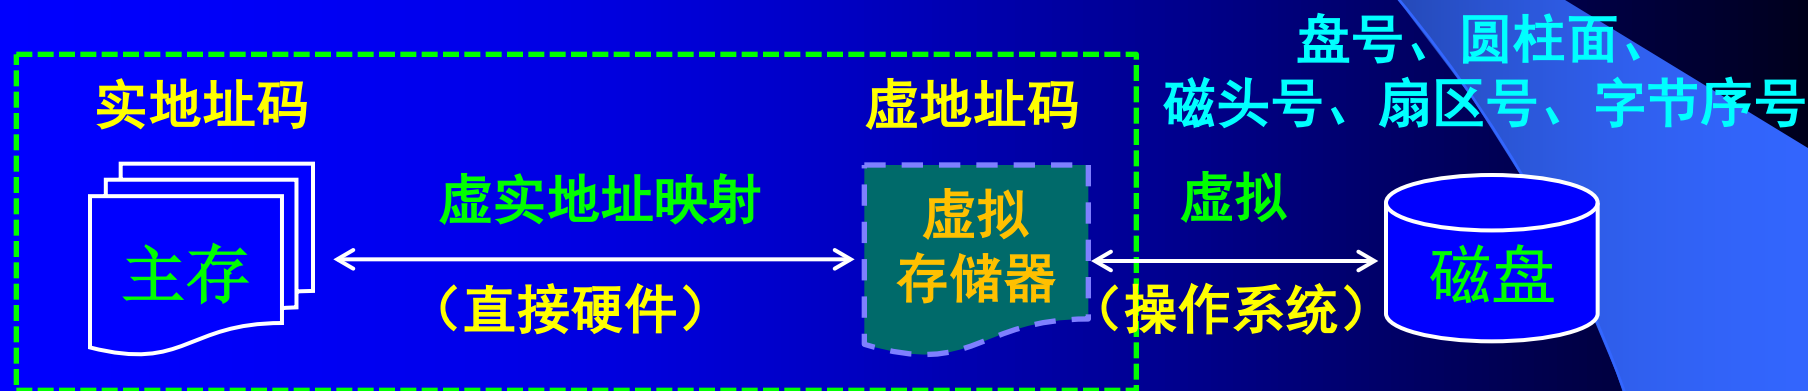 盘号、圆柱面、
磁头号、扇区号、字节序号
实地址码
虚地址码
虚实地址映射
虚拟
虚拟
存储器
主存
磁盘
（直接硬件）
（操作系统）